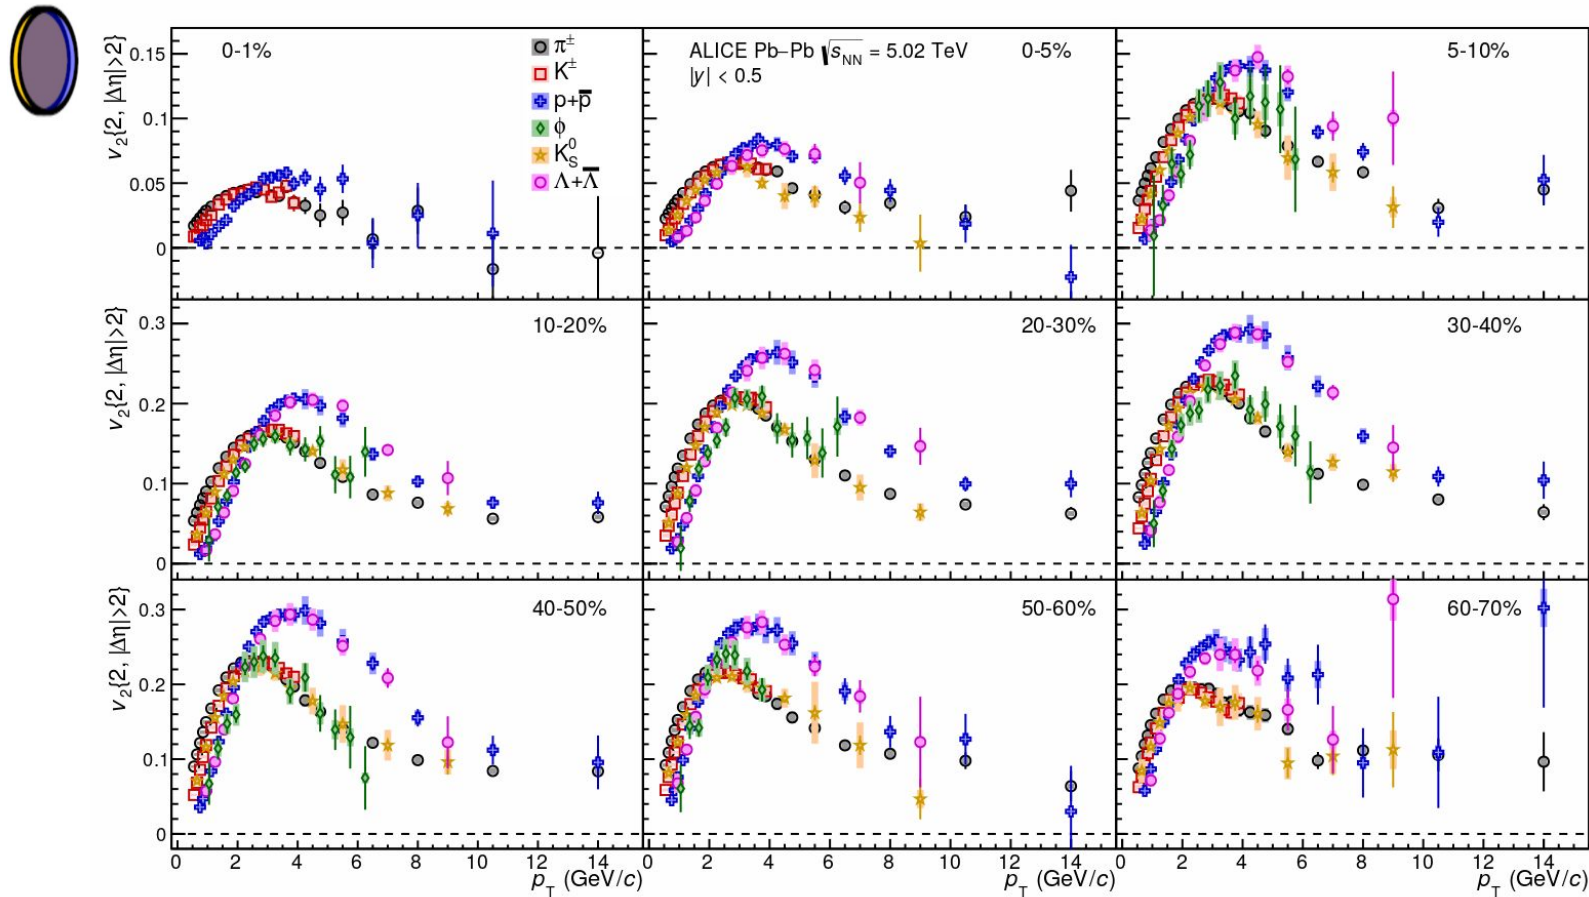 0-1%
π±
K±
p+p̅
ϕ
K⁰S
Λ+Λ̅
ALICE Pb–Pb √sNN = 5.02 TeV
|y| < 0.5
0-5%
5-10%
v₂{2, |Δη|>2}
0.15
0.1
0.05
0
10-20%
20-30%
30-40%
v₂{2, |Δη|>2}
0.3
0.2
0.1
0
40-50%
50-60%
60-70%
v₂{2, |Δη|>2}
0.3
0.2
0.1
0
0 2 4 6 8 10 12 14
0 2 4 6 8 10 12 14
0 2 4 6 8 10 12 14
pT (GeV/c)
pT (GeV/c)
pT (GeV/c)